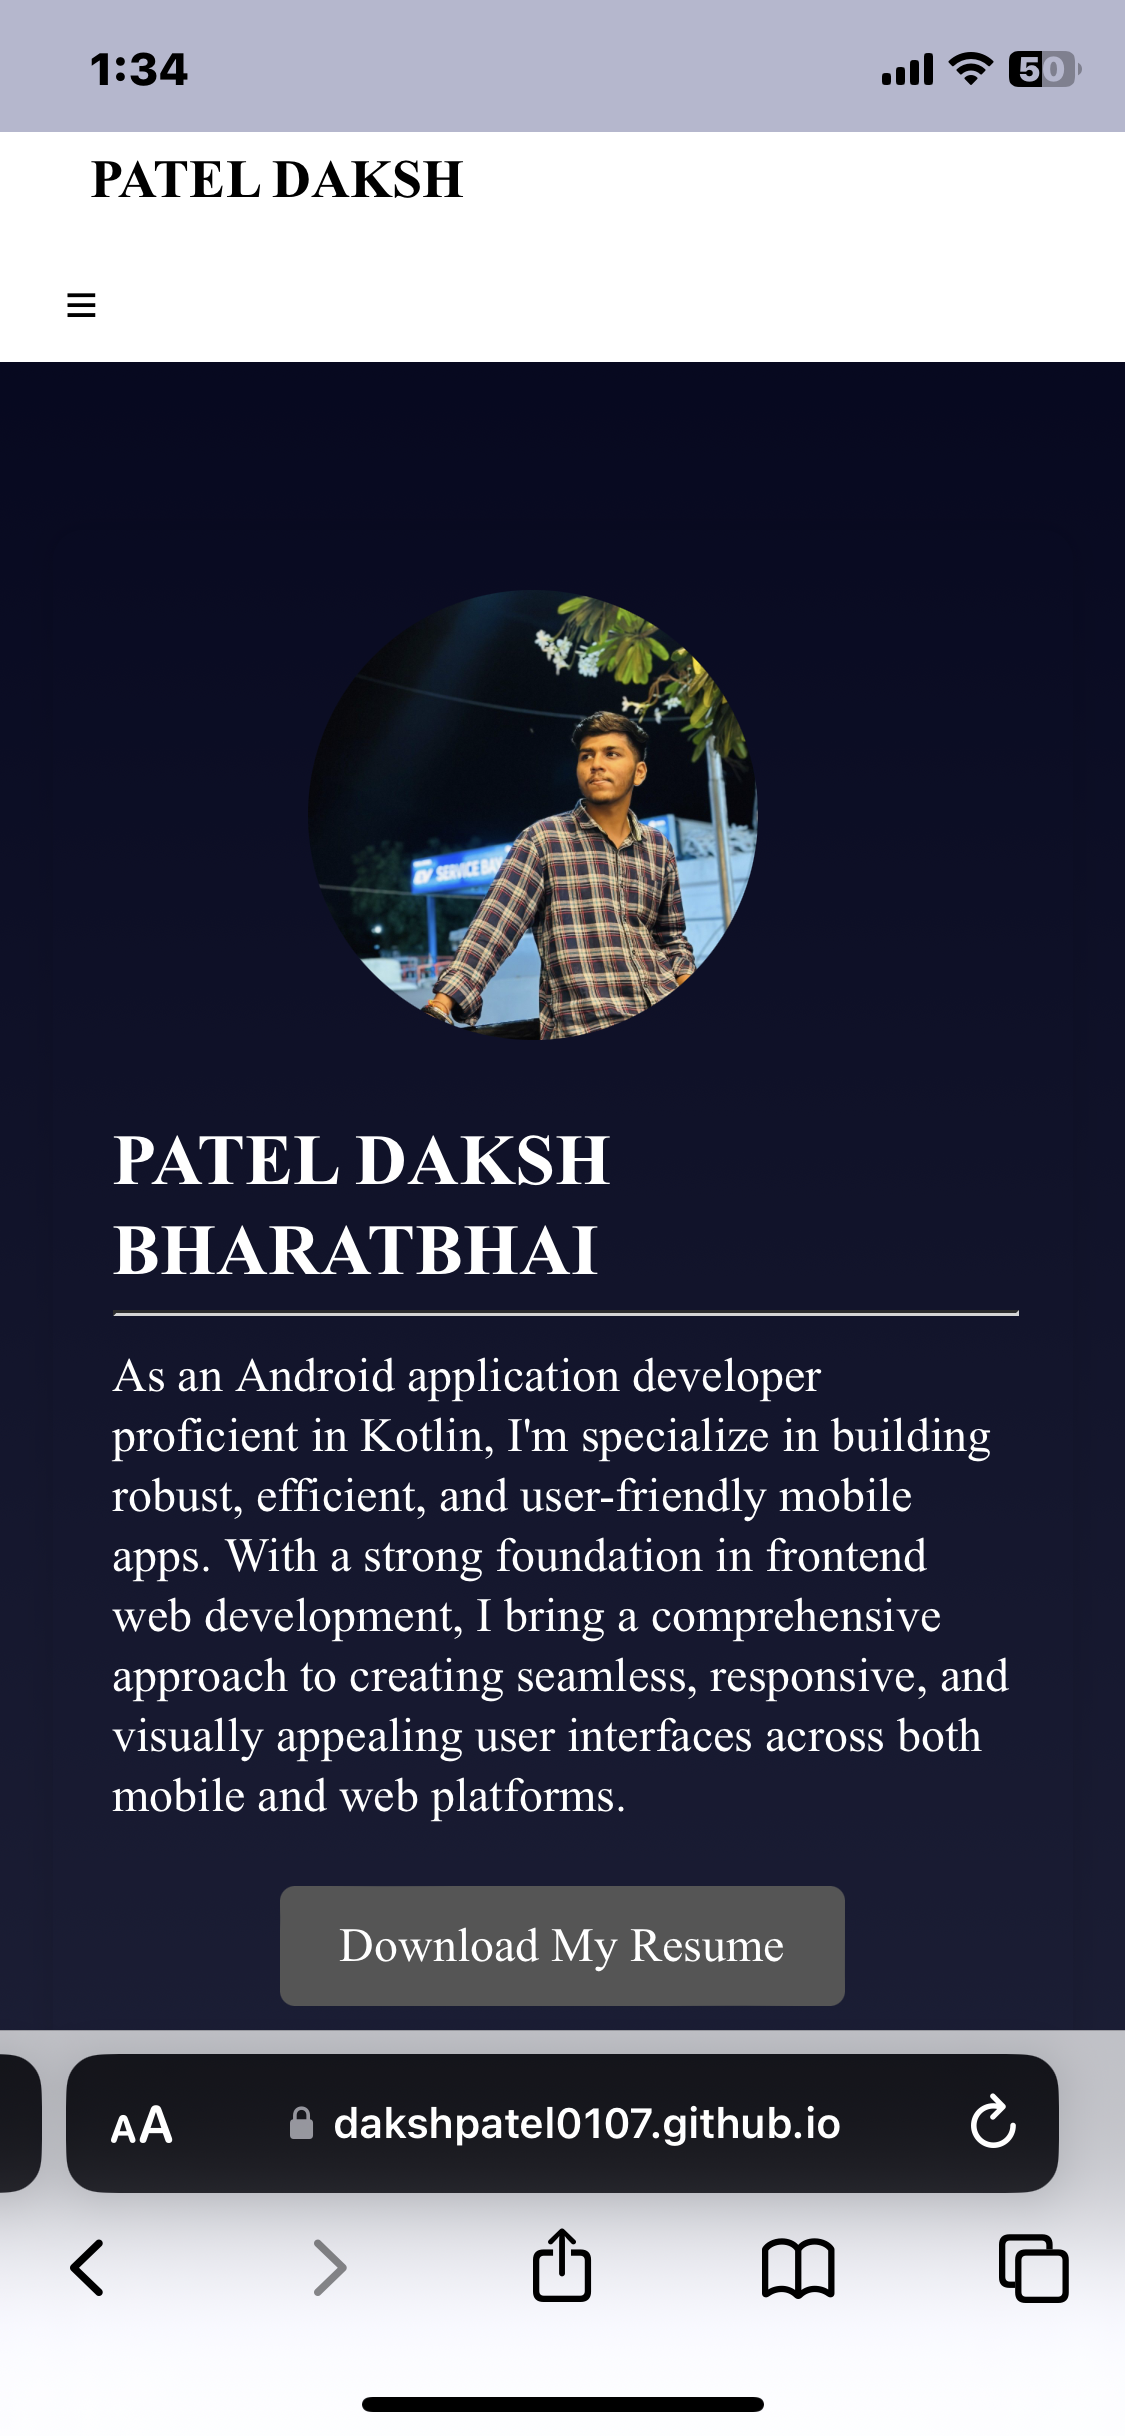 1:34
50
PATEL DAKSH
SERVICE BAY
PATEL DAKSH
BHARATBHAI
As an Android application developer
proficient in Kotlin, I'm specialize in building
robust, efficient, and user-friendly mobile
apps. With a strong foundation in frontend
web development, I bring a comprehensive
approach to creating seamless, responsive, and
visually appealing user interfaces across both
mobile and web platforms.
Download My Resume
AA dakshpatel0107.github.io